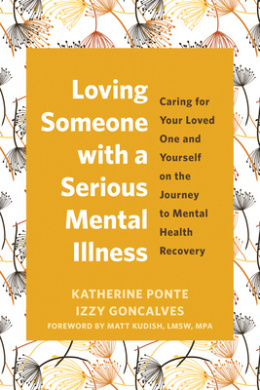 Loving
Someone
with a
Serious
Mental
Illness
Caring for
Your Loved
One and
Yourself
on the
Journey
to Mental
Health
Recovery
KATHERINE PONTE
IZZY GONCALVES
FOREWORD BY MATT KUDISH, LMSW, MPA